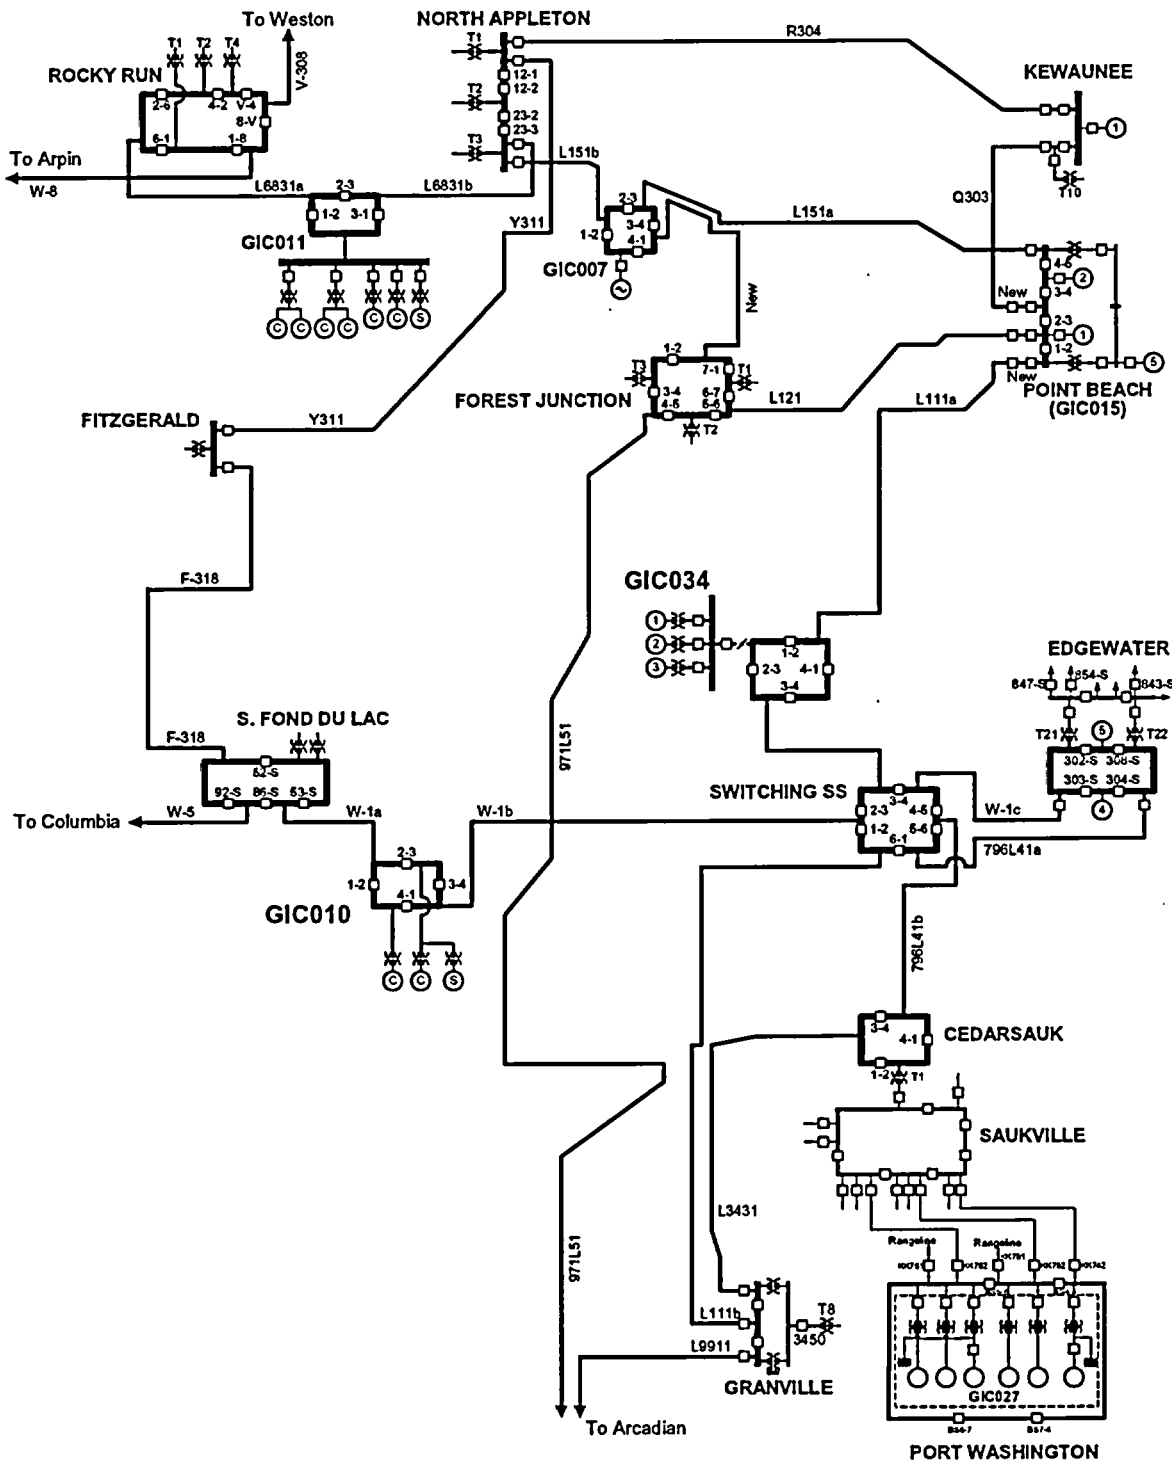 To Weston
NORTH APPLETON
T1
T2
T4
V-308
T1
R304
ROCKY RUN
KEWAUNEE
2-6
4-2
V-4
8-V
6-1
1-8
12-1
12-2
T2
23-2
23-3
T3
1
T10
To Arpin
W-8
L6831a
2-3
L6831b
L151b
Q303
1-2
3-1
GIC011
Y311
2-3
3-4
4-1
1-2
L151a
GIC007
New
C
C
C
C
C
C
S
4-5
2
3-4
New
2-3
1
1-2
New
5
POINT BEACH
(GIC015)
1-2
7-1
T3
T1
3-4
6-7
4-5
5-6
T2
FOREST JUNCTION
L121
L111a
FITZGERALD
Y311
F-318
GIC034
1
2
3
1-2
2-3
4-1
3-4
EDGEWATER
847-S
854-S
843-S
T21
5
T22
302-S
308-S
303-S
304-S
4
S. FOND DU LAC
F-318
971L51
52-S
92-S
86-S
53-S
SWITCHING SS
3-4
2-3
4-5
1-2
5-6
6-1
W-1c
796L41a
To Columbia
W-5
W-1a
W-1b
2-3
1-2
3-4
4-1
GIC010
C
C
S
796L41b
3-4
4-1
1-2
T1
CEDARSAUK
SAUKVILLE
L3431
971L51
Rangeline
Rangeline
L111b
T8
3450
L9911
GRANVILLE
To Arcadian
GIC027
PORT WASHINGTON